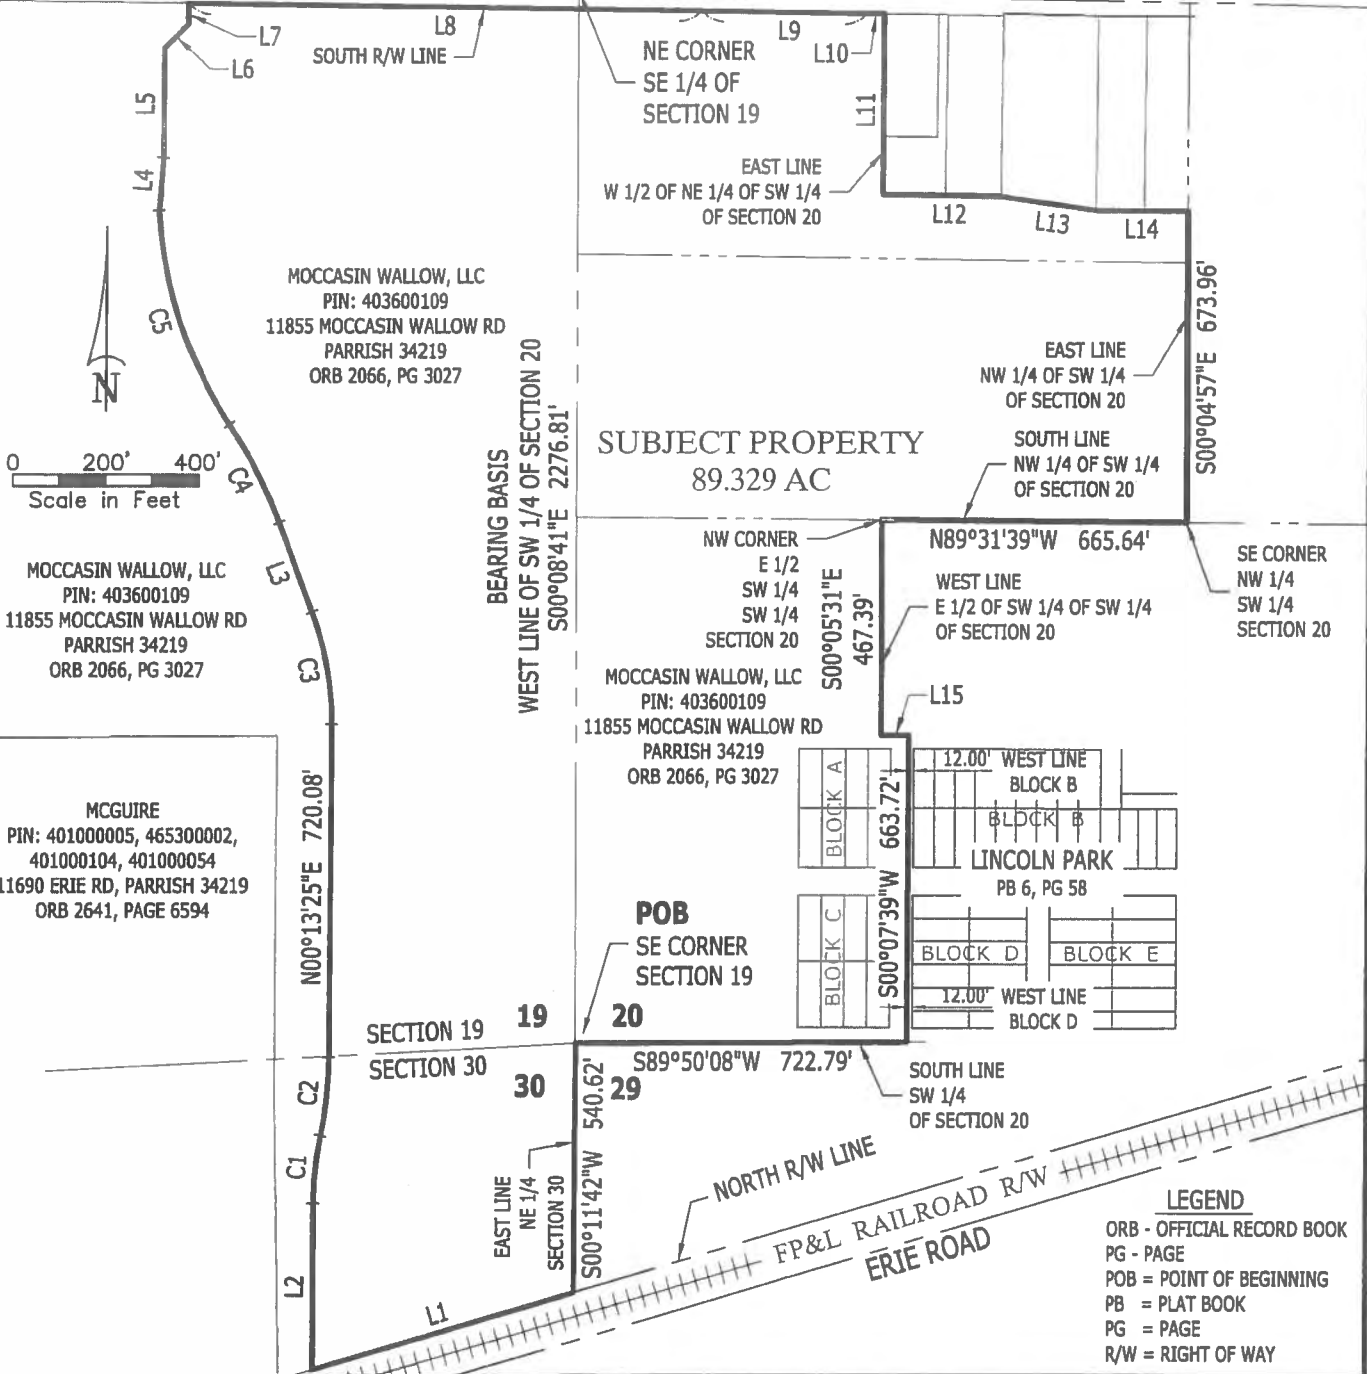 L7
L8
L9
L10
SOUTH R/W LINE
L6
NE CORNER
SE 1/4 OF
SECTION 19
L5
L11
L4
EAST LINE
W 1/2 OF NE 1/4 OF SW 1/4
OF SECTION 20
L12
L13
L14
MOCCASIN WALLOW, LLC
PIN: 403600109
11855 MOCCASIN WALLOW RD
PARRISH 34219
ORB 2066, PG 3027
C5
N
S00°04'57"E 673.96'
EAST LINE
NW 1/4 OF SW 1/4
OF SECTION 20
BEARING BASIS
WEST LINE OF SW 1/4 OF SECTION 20
S00°08'41"E 2276.81'
SUBJECT PROPERTY
89.329 AC
SOUTH LINE
NW 1/4 OF SW 1/4
OF SECTION 20
0 200' 400'
Scale in Feet
C4
NW CORNER
E 1/2
SW 1/4
SW 1/4
SECTION 20
N89°31'39"W 665.64'
SE CORNER
NW 1/4
SW 1/4
SECTION 20
MOCCASIN WALLOW, LLC
PIN: 403600109
11855 MOCCASIN WALLOW RD
PARRISH 34219
ORB 2066, PG 3027
L3
S00°05'31"E
467.39'
WEST LINE
E 1/2 OF SW 1/4 OF SW 1/4
OF SECTION 20
C3
MOCCASIN WALLOW, LLC
PIN: 403600109
11855 MOCCASIN WALLOW RD
PARRISH 34219
ORB 2066, PG 3027
L15
MCGUIRE
PIN: 401000005, 465300002,
401000104, 401000054
11690 ERIE RD, PARRISH 34219
ORB 2641, PAGE 6594
N00°13'25"E 720.08'
BLOCK A
S00°07'39"W 663.72'
12.00' WEST LINE
BLOCK B
BLOCK B
LINCOLN PARK
PB 6, PG 58
POB
SE CORNER
SECTION 19
BLOCK C
BLOCK D
BLOCK E
12.00' WEST LINE
BLOCK D
SECTION 19
19
20
SECTION 30
30
29
S89°50'08"W 722.79'
SOUTH LINE
SW 1/4
OF SECTION 20
C2
C1
L2
EAST LINE
NE 1/4
SECTION 30
S00°11'42"W 540.62'
NORTH R/W LINE
FP&L RAILROAD R/W
ERIE ROAD
L1
LEGEND
ORB - OFFICIAL RECORD BOOK
PG - PAGE
POB = POINT OF BEGINNING
PB = PLAT BOOK
PG = PAGE
R/W = RIGHT OF WAY